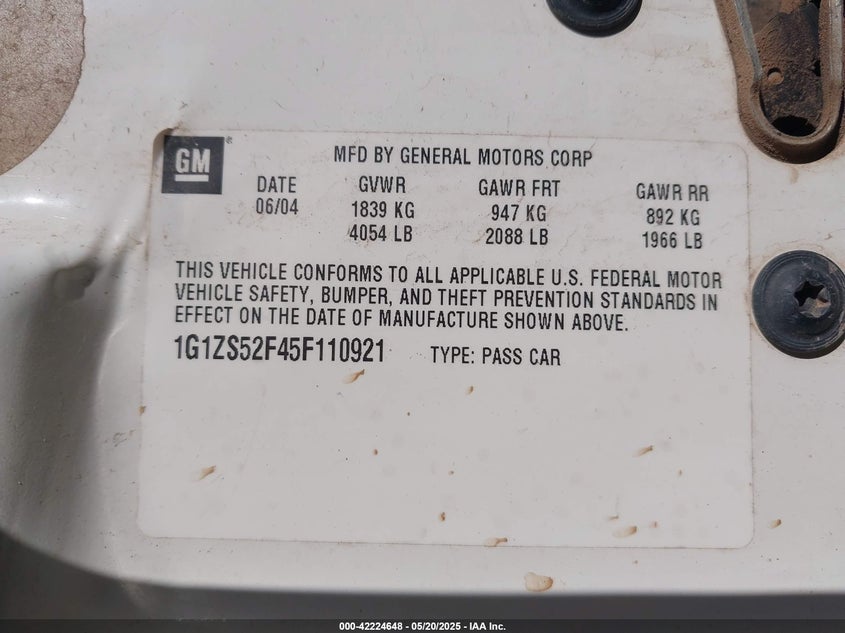 GM
MFD BY GENERAL MOTORS CORP
DATE GVWR GAWR FRT GAWR RR
06/04 1839 KG 947 KG 892 KG
4054 LB 2088 LB 1966 LB
THIS VEHICLE CONFORMS TO ALL APPLICABLE U.S. FEDERAL MOTOR
VEHICLE SAFETY, BUMPER, AND THEFT PREVENTION STANDARDS IN
EFFECT ON THE DATE OF MANUFACTURE SHOWN ABOVE.
1G1ZS52F45F110921 TYPE: PASS CAR
000-42224648 - 05/20/2025 - IAA Inc.